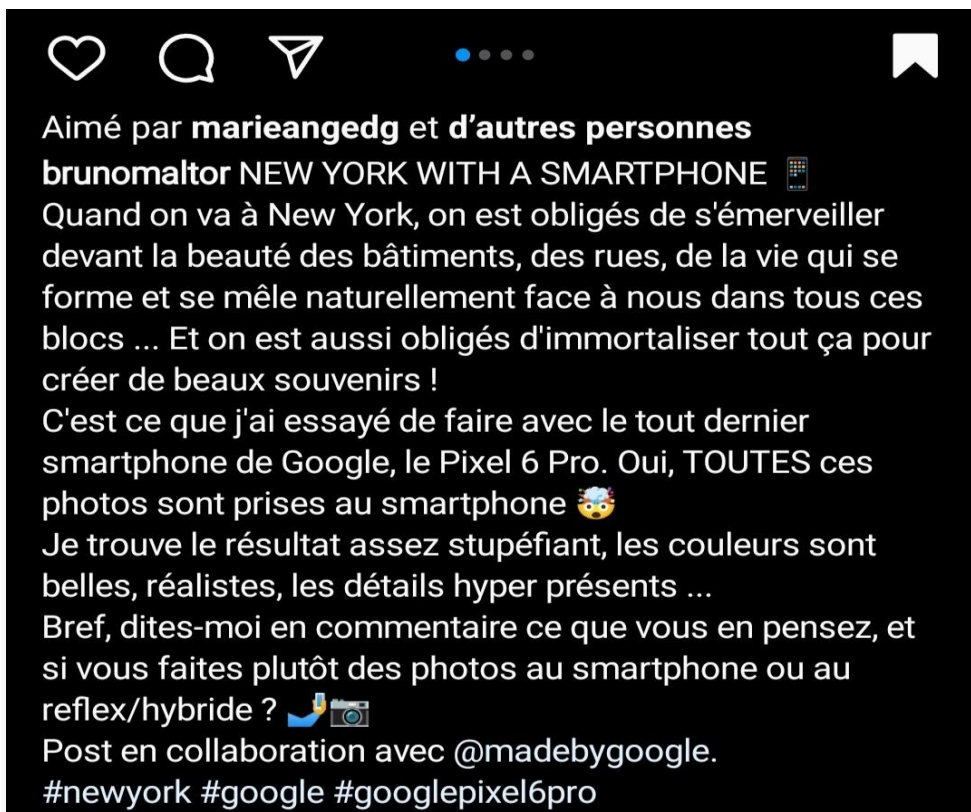 Aimé par marieangedg et d’autres personnes
brunomaltor NEW YORK WITH A SMARTPHONE 📱
Quand on va à New York, on est obligés de s'émerveiller
devant la beauté des bâtiments, des rues, de la vie qui se
forme et se mêle naturellement face à nous dans tous ces
blocs ... Et on est aussi obligés d'immortaliser tout ça pour
créer de beaux souvenirs !
C'est ce que j'ai essayé de faire avec le tout dernier
smartphone de Google, le Pixel 6 Pro. Oui, TOUTES ces
photos sont prises au smartphone 🤯
Je trouve le résultat assez stupéfiant, les couleurs sont
belles, réalistes, les détails hyper présents ...
Bref, dites-moi en commentaire ce que vous en pensez, et
si vous faites plutôt des photos au smartphone ou au
reflex/hybride ? 🤳📷
Post en collaboration avec @madebygoogle.
#newyork #google #googlepixel6pro